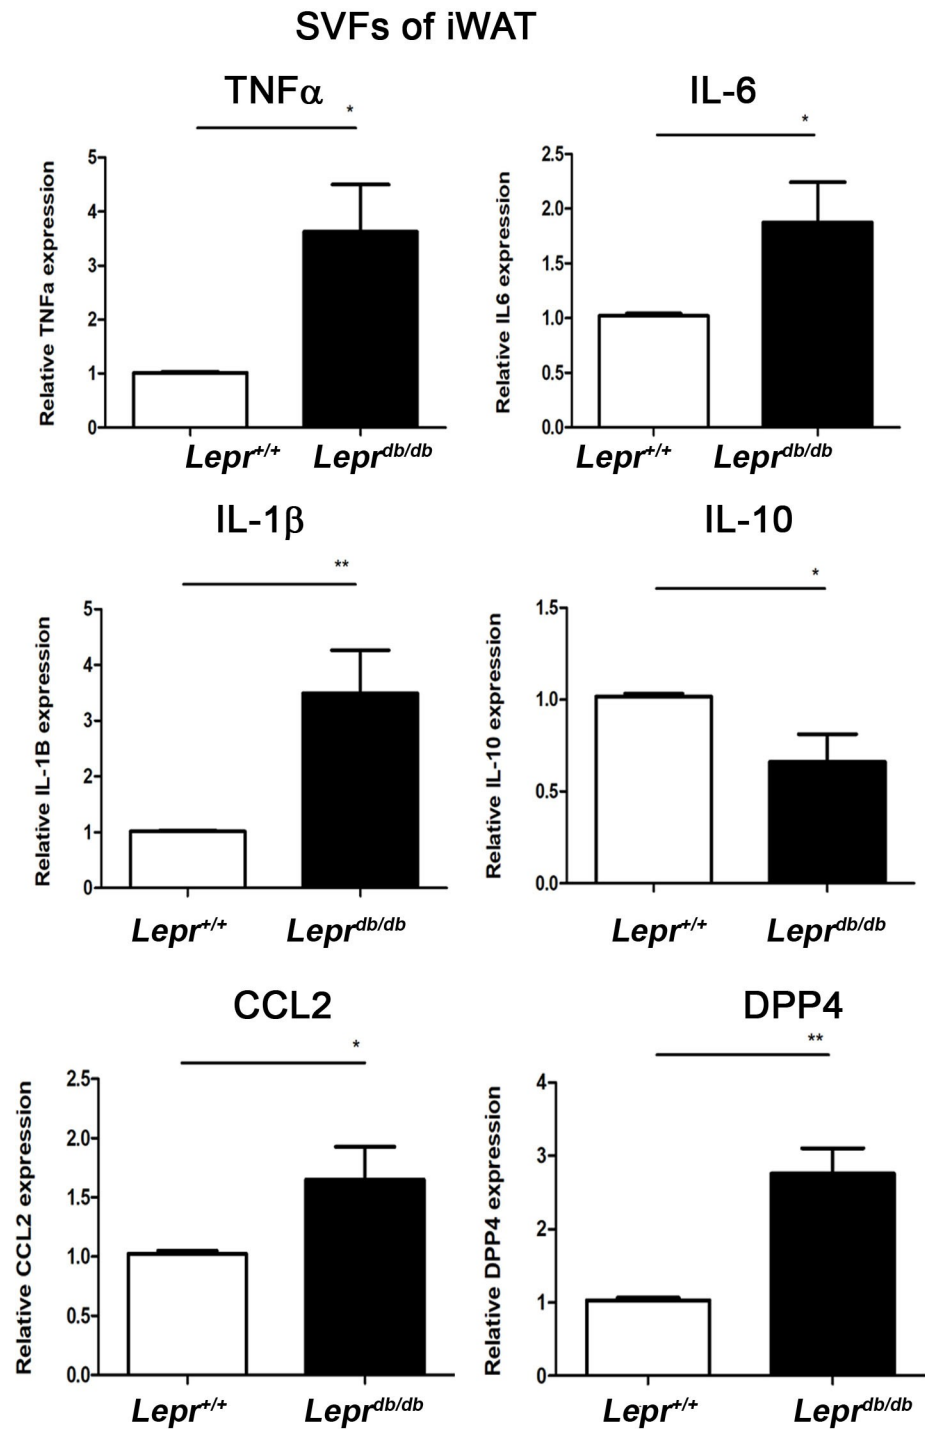 SVFs of iWAT
TNFα
*
Relative TNFa expression
5
4
3
2
1
0
Lepr+/+
Leprdb/db
IL-6
*
Relative IL6 expression
2.5
2.0
1.5
1.0
0.5
0.0
Lepr+/+
Leprdb/db
IL-1β
**
Relative IL-1B expression
5
4
3
2
1
0
Lepr+/+
Leprdb/db
IL-10
*
Relative IL-10 expression
1.5
1.0
0.5
0.0
Lepr+/+
Leprdb/db
CCL2
*
Relative CCL2 expression
2.5
2.0
1.5
1.0
0.5
0.0
Lepr+/+
Leprdb/db
DPP4
**
Relative DPP4 expression
4
3
2
1
0
Lepr+/+
Leprdb/db